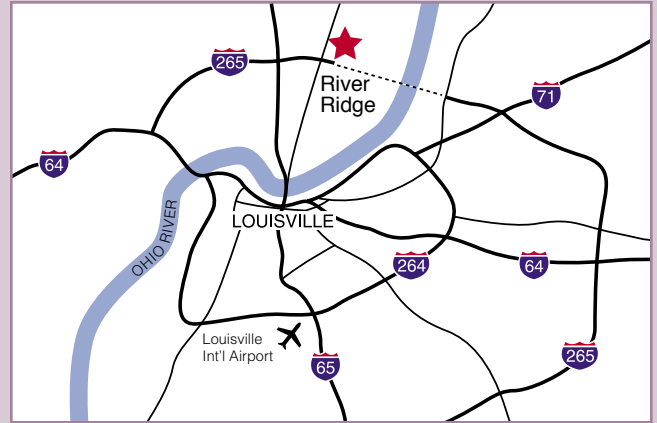 265
River
Ridge
71
64
OHIO RIVER
LOUISVILLE
264
64
Louisville
Int'l Airport
65
265